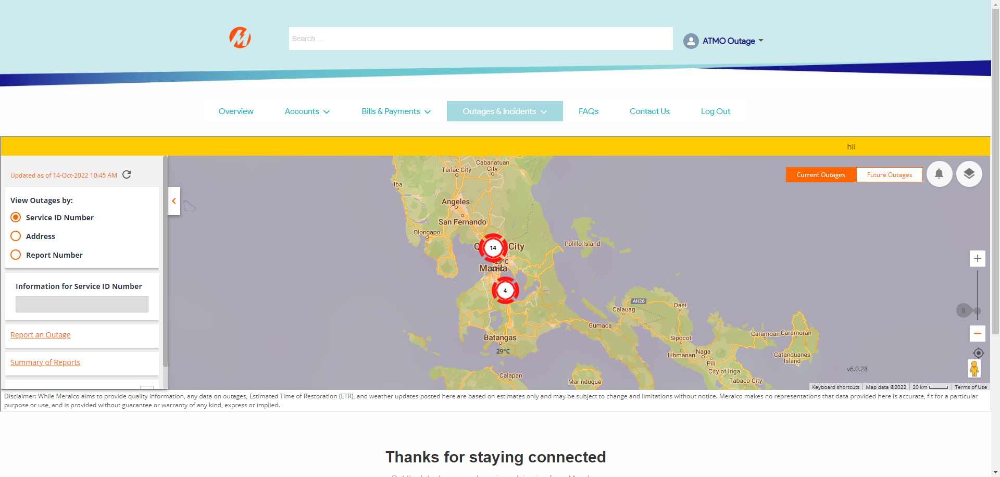 Search ...
ATMO Outage
Overview
Accounts
Bills & Payments
Outages & Incidents
FAQs
Contact Us
Log Out
hii
Updated as of 14-Oct-2022 10:45 AM
View Outages by:
Service ID Number
Address
Report Number
Information for Service ID Number
Report an Outage
Summary of Reports
Current Outages
Future Outages
Cabanatuan
City
Tarlac City
Iba
Angeles
San Fernando
Olongapo
City
14
Polillo Island
29°C
Manila
4
AH26
Daet
Calauag
Gumaca
Caramoan
Caramoran
Batangas
Sipocot
29°C
Naga
Libmanan
Catanduanes
Island
Pili
City of Iriga
Calapan
Marinduque
Tabaco City
8
v6.0.28
Keyboard shortcuts
Map data ©2022
20 km
Terms of Use
Disclaimer: While Meralco aims to provide quality information, any data on outages, Estimated Time of Restoration (ETR), and weather updates posted here are based on estimates only and may be subject to change and limitations without notice. Meralco makes no representations that data provided here is accurate, fit for a particular
purpose or use, and is provided without guarantee or warranty of any kind, express or implied.
Thanks for staying connected